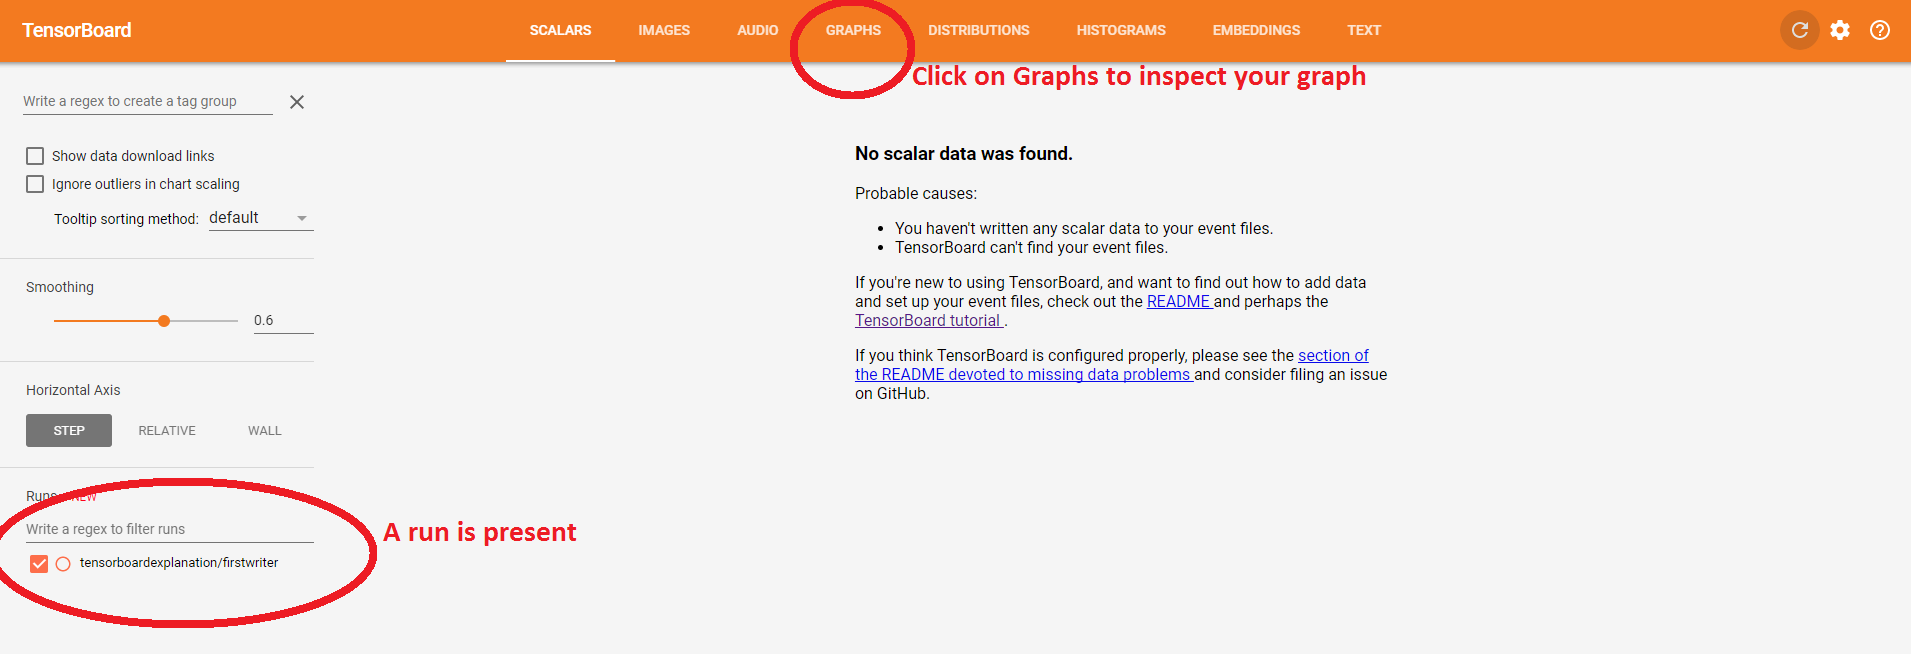 TensorBoard
SCALARS IMAGES AUDIO GRAPHS DISTRIBUTIONS HISTOGRAMS EMBEDDINGS TEXT
Click on Graphs to inspect your graph
Write a regex to create a tag group
Show data download links
Ignore outliers in chart scaling
Tooltip sorting method: default
Smoothing
0.6
Horizontal Axis
STEP RELATIVE WALL
Runs NEW
Write a regex to filter runs
tensorboardexplanation/firstwriter
A run is present
No scalar data was found.
Probable causes:
• You haven't written any scalar data to your event files.
• TensorBoard can't find your event files.
If you're new to using TensorBoard, and want to find out how to add data
and set up your event files, check out the README and perhaps the
TensorBoard tutorial .
If you think TensorBoard is configured properly, please see the section of
the README devoted to missing data problems and consider filing an issue
on GitHub.